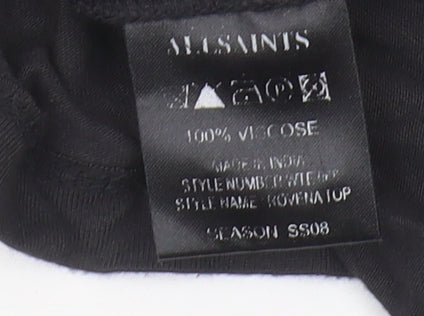 ALLSAINTS
100% VISCOSE
MADE IN INDIA
STYLE NUMBER
STYLE NAME: ROVENA TOP
SEASON SS08